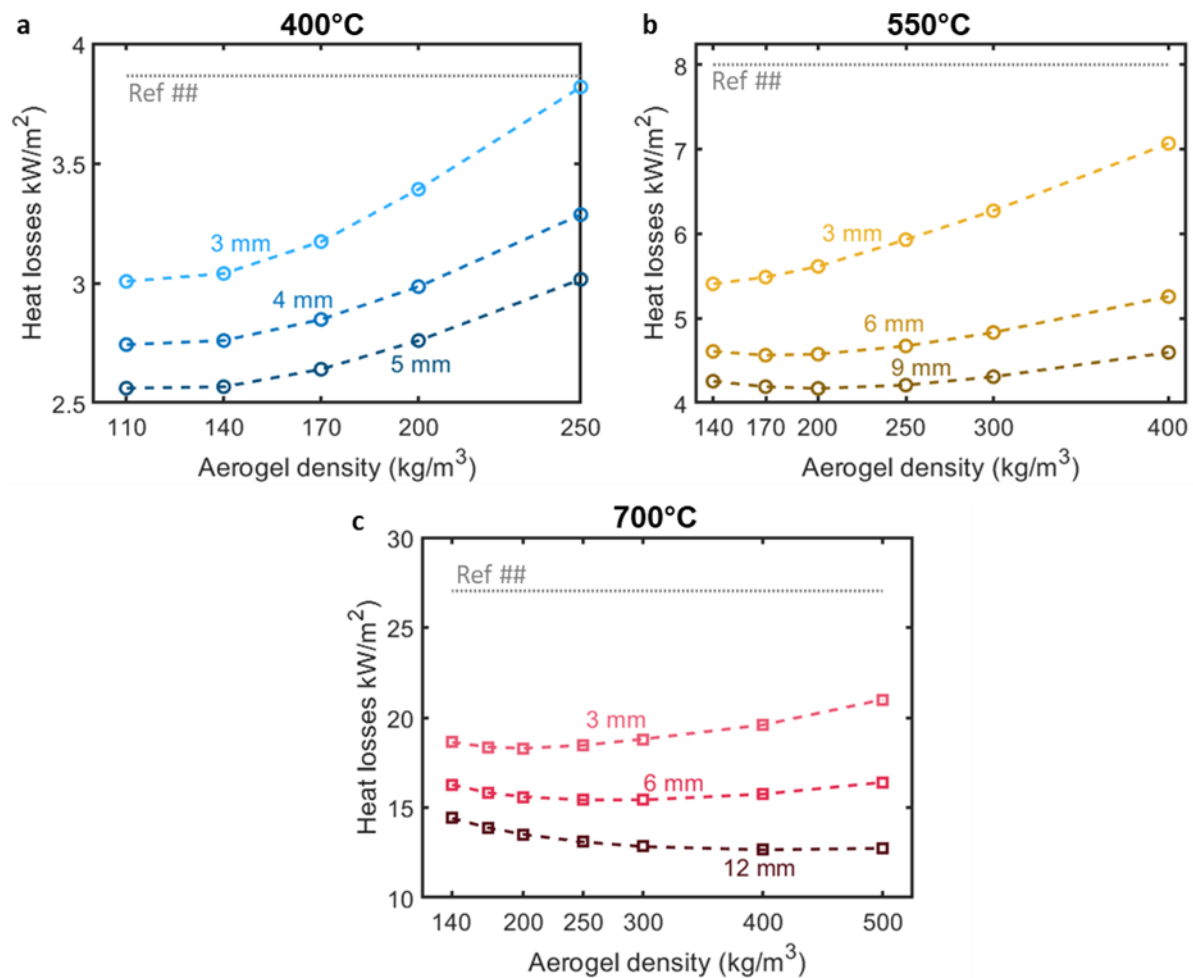 a
400°C
Heat losses kW/m²
4
3.5
3
2.5
Ref ##
3 mm
4 mm
5 mm
110 140 170 200 250
Aerogel density (kg/m³)
b
550°C
Heat losses kW/m²
8
7
6
5
4
Ref ##
3 mm
6 mm
9 mm
140 170 200 250 300 400
Aerogel density (kg/m³)
c
700°C
Heat losses kW/m²
30
25
20
15
10
Ref ##
3 mm
6 mm
12 mm
140 200 250 300 400 500
Aerogel density (kg/m³)